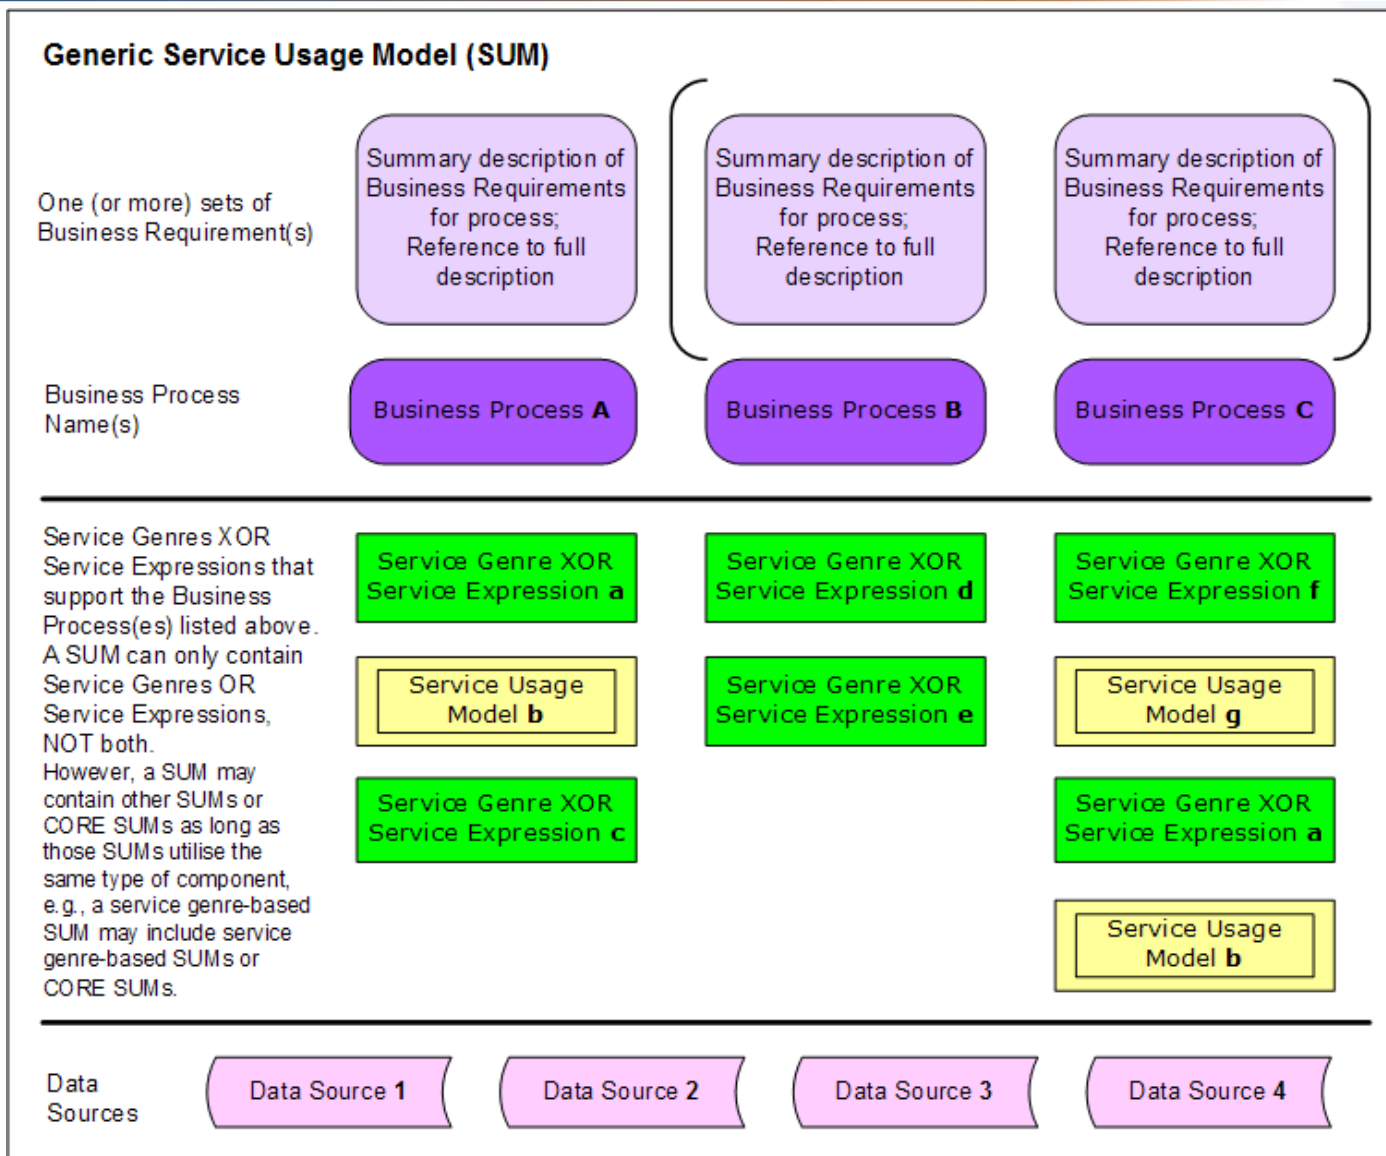 Generic Service Usage Model (SUM)
One (or more) sets of
Business Requirement(s)
Summary description of
Business Requirements
for process;
Reference to full
description
Summary description of
Business Requirements
for process;
Reference to full
description
Summary description of
Business Requirements
for process;
Reference to full
description
Business Process
Name(s)
Business Process A
Business Process B
Business Process C
Service Genres XOR
Service Expressions that
support the Business
Process(es) listed above.
A SUM can only contain
Service Genres OR
Service Expressions,
NOT both.
However, a SUM may
contain other SUMs or
CORE SUMs as long as
those SUMs utilise the
same type of component,
e.g., a service genre-based
SUM may include service
genre-based SUMs or
CORE SUMs.
Service Genre XOR
Service Expression a
Service Usage
Model b
Service Genre XOR
Service Expression c
Service Genre XOR
Service Expression d
Service Genre XOR
Service Expression e
Service Genre XOR
Service Expression f
Service Usage
Model g
Service Genre XOR
Service Expression a
Service Usage
Model b
Data
Sources
Data Source 1
Data Source 2
Data Source 3
Data Source 4